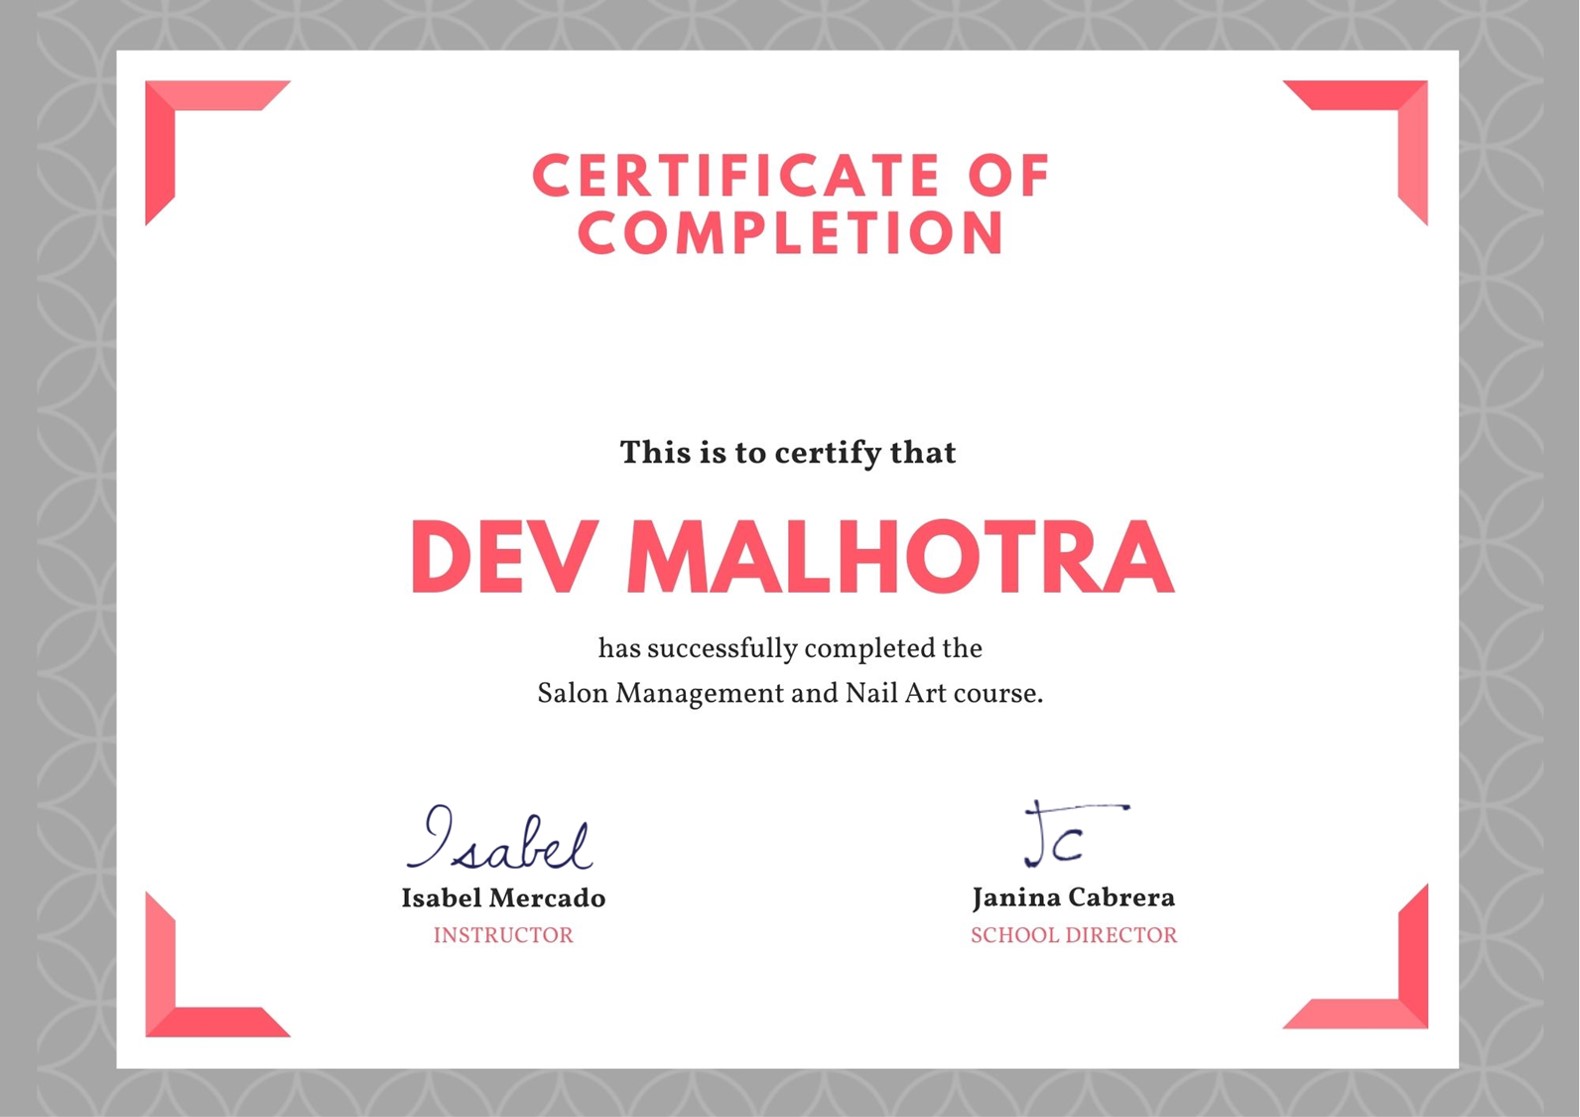 CERTIFICATE OF
COMPLETION
This is to certify that
DEV MALHOTRA
has successfully completed the
Salon Management and Nail Art course.
Isabel
JC
Isabel Mercado
Janina Cabrera
INSTRUCTOR
SCHOOL DIRECTOR